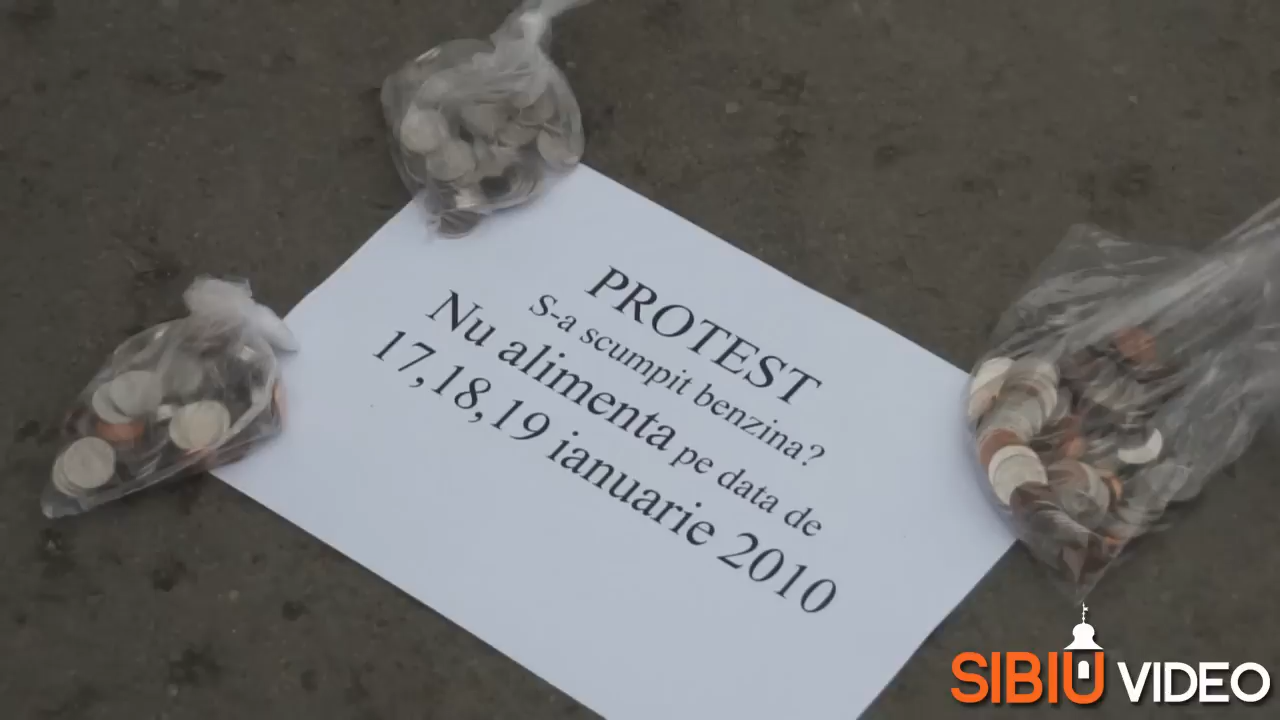 PROTEST
S-a scumpit benzina?
Nu alimenta pe data de
17,18,19 ianuarie 2010
SIBIU VIDEO